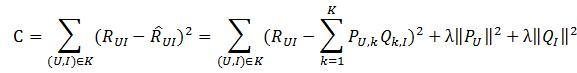 C = ∑_{(U,I)∈K} (R_{UI} − R̂_{UI})² = ∑_{(U,I)∈K} (R_{UI} − ∑_{k=1}^{K} P_{U,k}Q_{k,I})² + λ‖P_U‖² + λ‖Q_I‖²